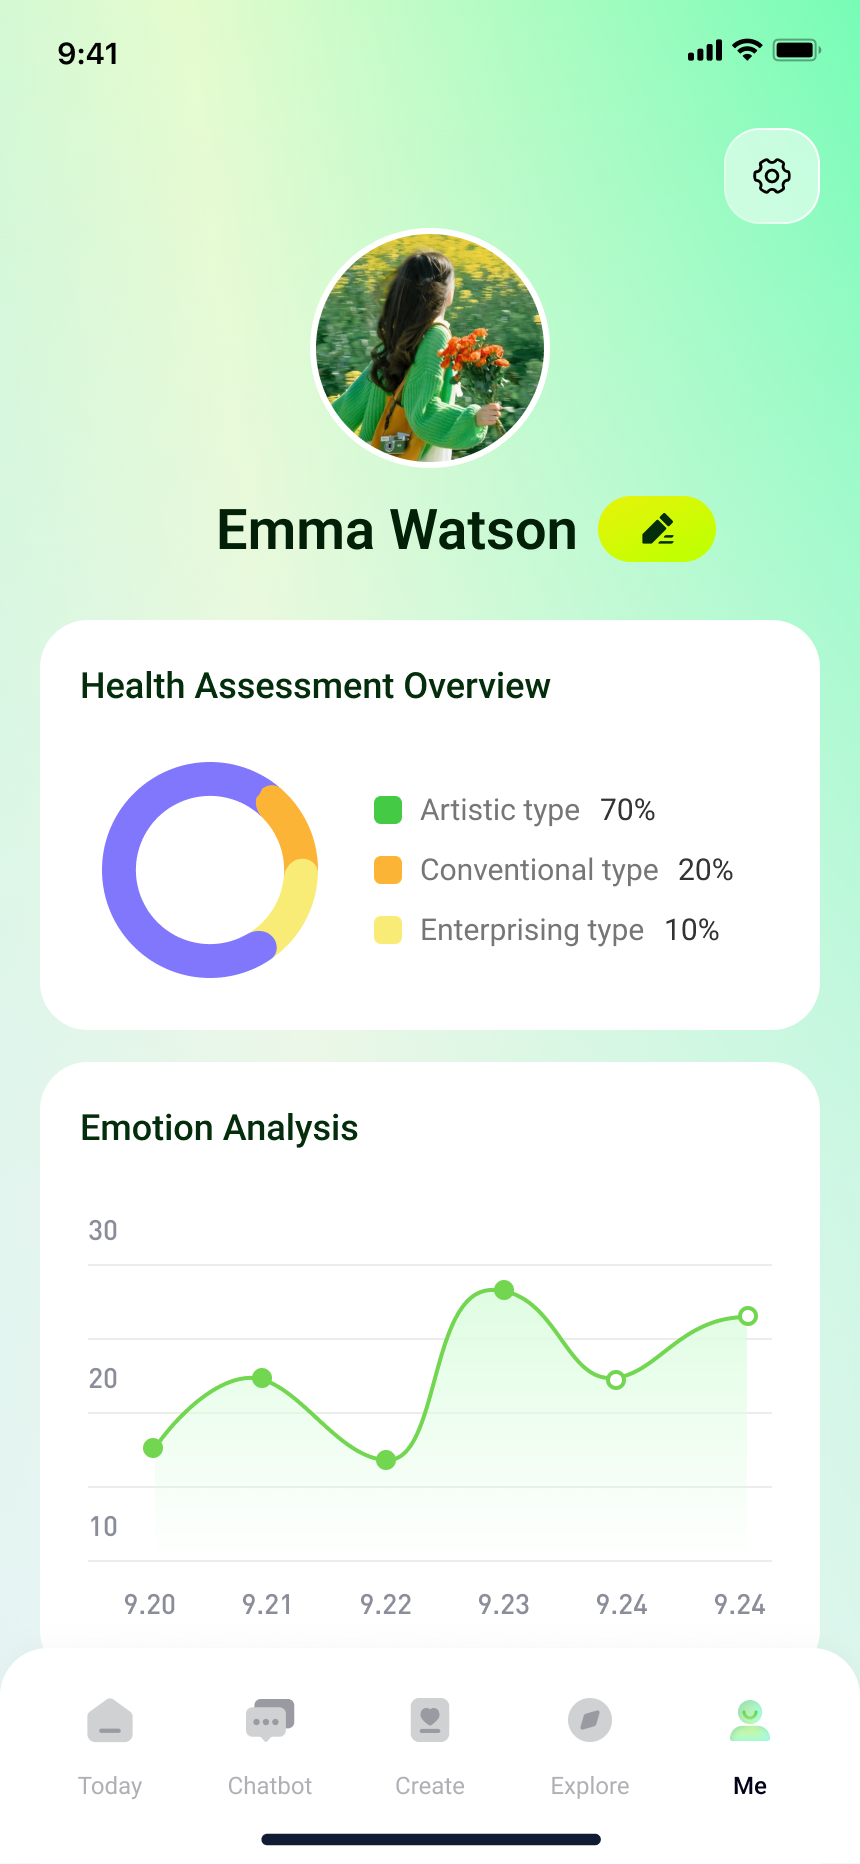 9:41
Emma Watson
Health Assessment Overview
Artistic type 70%
Conventional type 20%
Enterprising type 10%
Emotion Analysis
30
20
10
9.20 9.21 9.22 9.23 9.24 9.24
Today Chatbot Create Explore Me